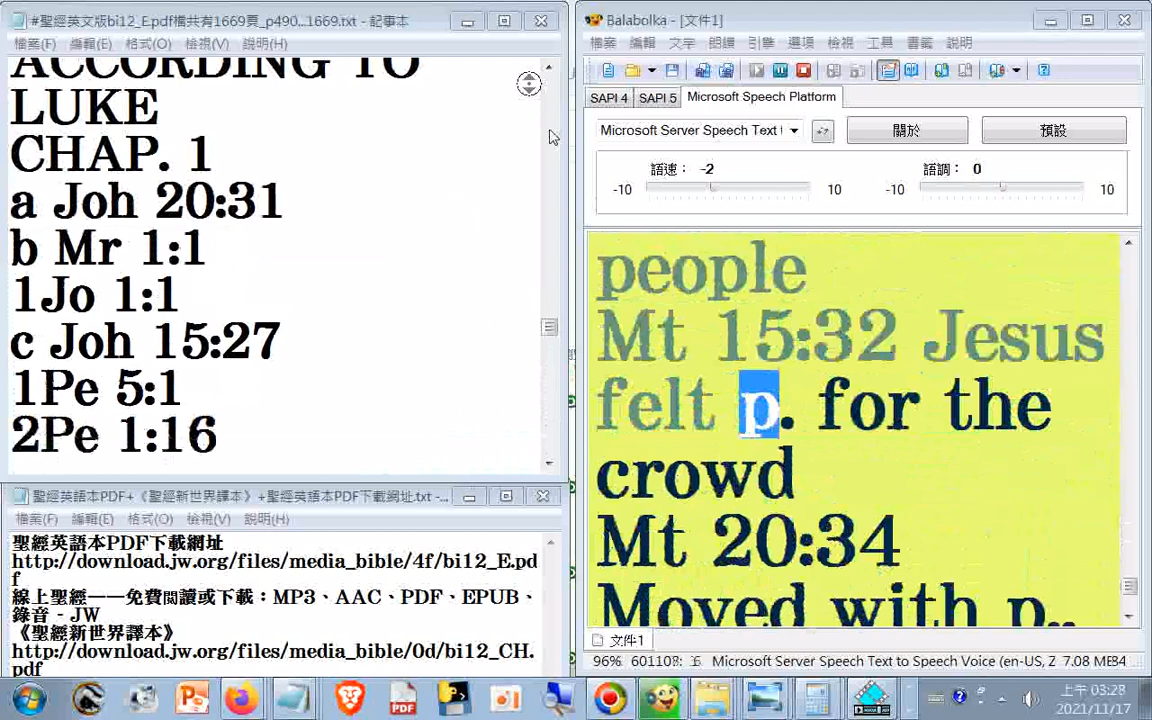 #聖經英文版bi12_E.pdf檔共有1669頁_p490...1669.txt - 記事本
檔案(F) 編輯(E) 格式(O) 檢視(V) 說明(H)
ACCORDING TO
LUKE
CHAP. 1
a Joh 20:31
b Mr 1:1
1Jo 1:1
c Joh 15:27
1Pe 5:1
2Pe 1:16
聖經英語本PDF+《聖經新世界譯本》+聖經英語本PDF下載網址.txt -...
檔案(F) 編輯(E) 格式(O) 檢視(V) 說明(H)
聖經英語本PDF下載網址
http://download.jw.org/files/media_bible/4f/bi12_E.pd
f
線上聖經——免費閱讀或下載：MP3、AAC、PDF、EPUB、
錄音 - JW
《聖經新世界譯本》
http://download.jw.org/files/media_bible/0d/bi12_CH.
pdf
Balabolka - [文件1]
檔案 編輯 文字 朗讀 引擎 選項 檢視 工具 書籤 說明
SAPI 4 SAPI 5 Microsoft Speech Platform
Microsoft Server Speech Text 關於 預設
語速： -2 語調： 0
-10 10 -10 10
people
Mt 15:32 Jesus
felt p. for the
crowd
Mt 20:34
Moved with p..
文件1
96% Microsoft Server Speech Text to Speech Voice (en-US, Z 7.08 MB
上午 03:28
2021/11/17